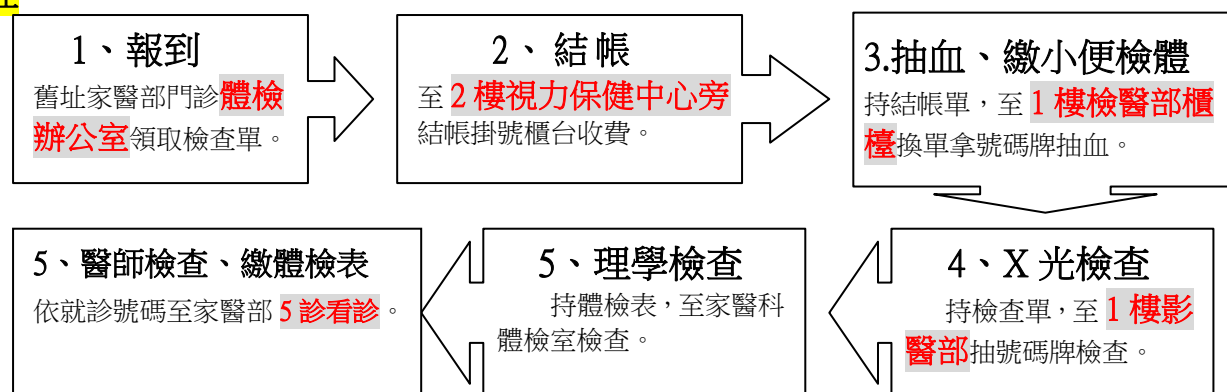 1、報到
舊址家醫部門診體檢
辦公室領取檢查單。
2、 結帳
至 2 樓視力保健中心旁
結帳掛號櫃台收費。
3.抽血、繳小便檢體
持結帳單，至 1 樓檢醫部櫃
檯換單拿號碼牌抽血。
4、X 光檢查
持檢查單，至 1 樓影
醫部抽號碼牌檢查。
5、理學檢查
持體檢表，至家醫科
體檢室檢查。
5、醫師檢查、繳體檢表
依就診號碼至家醫部 5 診看診。